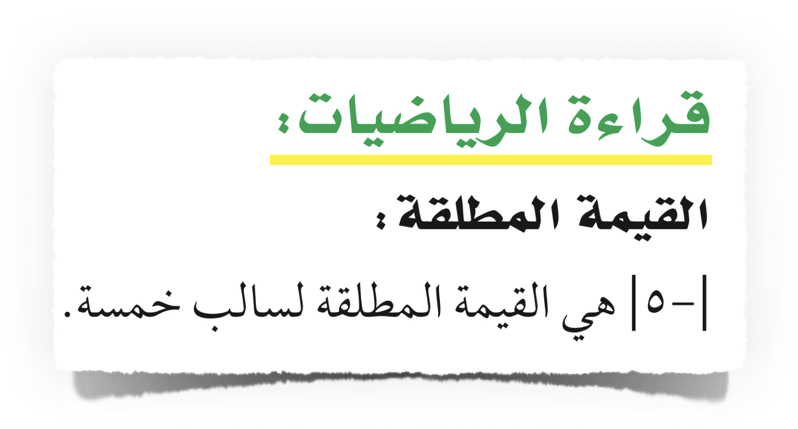 قراءة الرياضيات:
القيمة المطلقة:
|-٥| هي القيمة المطلقة لسالب خمسة.